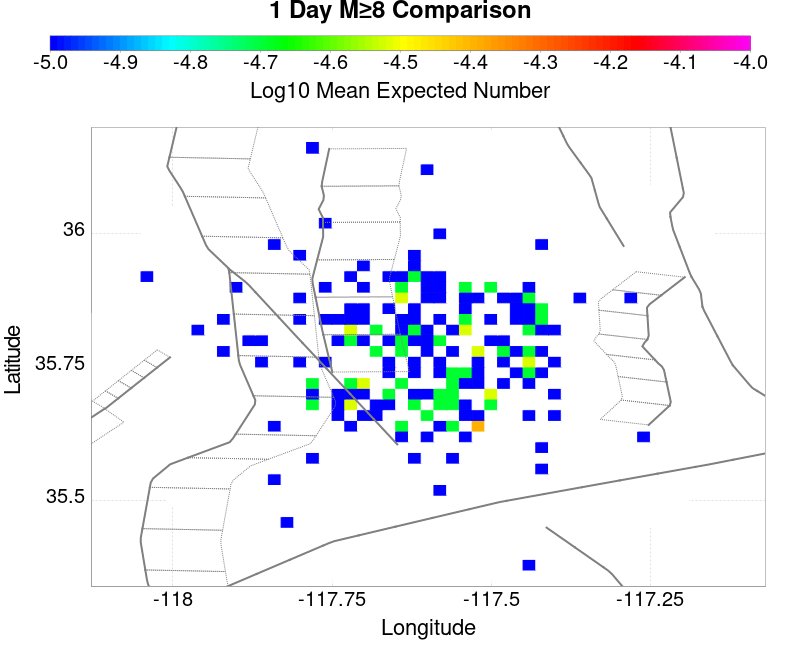 1 Day M≥8 Comparison
-5.0 -4.9 -4.8 -4.7 -4.6 -4.5 -4.4 -4.3 -4.2 -4.1 -4.0
Log10 Mean Expected Number
36
35.75
35.5
Latitude
-118 -117.75 -117.5 -117.25
Longitude